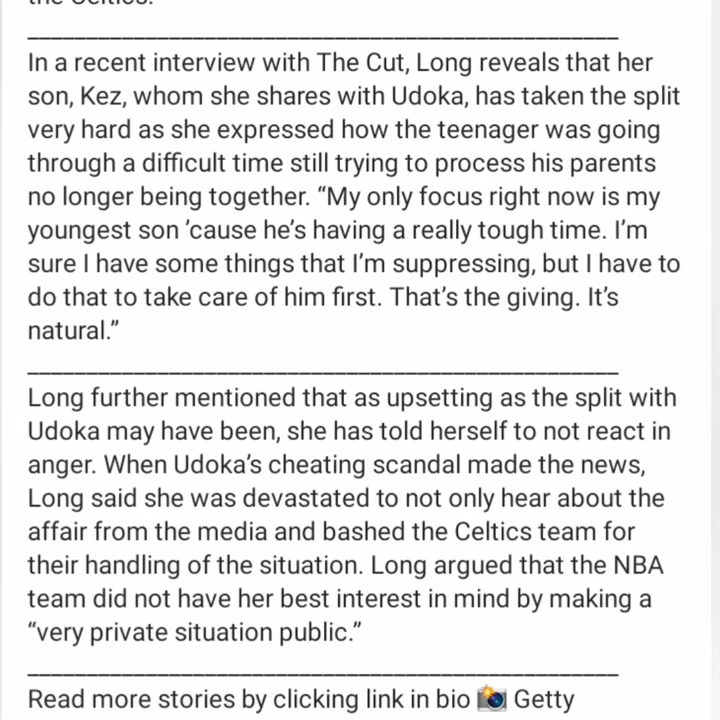 the Celtics.
In a recent interview with The Cut, Long reveals that her
son, Kez, whom she shares with Udoka, has taken the split
very hard as she expressed how the teenager was going
through a difficult time still trying to process his parents
no longer being together. “My only focus right now is my
youngest son ’cause he’s having a really tough time. I’m
sure I have some things that I’m suppressing, but I have to
do that to take care of him first. That’s the giving. It’s
natural.”
Long further mentioned that as upsetting as the split with
Udoka may have been, she has told herself to not react in
anger. When Udoka’s cheating scandal made the news,
Long said she was devastated to not only hear about the
affair from the media and bashed the Celtics team for
their handling of the situation. Long argued that the NBA
team did not have her best interest in mind by making a
“very private situation public.”
Read more stories by clicking link in bio 📸 Getty